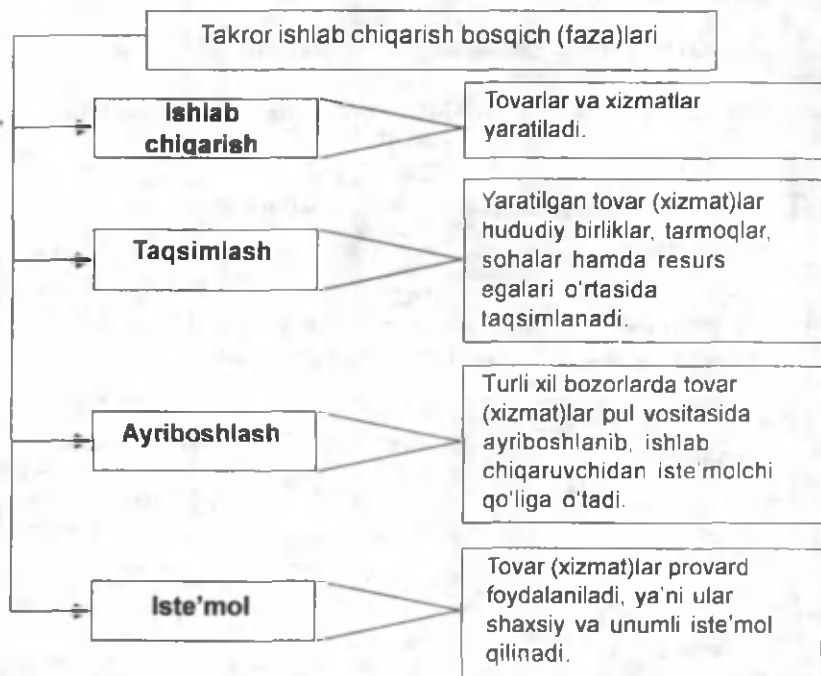 Takror ishlab chiqarish bosqich (faza)lari
Ishlab
chiqarish
Tovarlar va xizmatlar
yaratiladi.
Taqsimlash
Yaratilgan tovar (xizmat)lar
hududiy birliklar, tarmoqlar,
sohalar hamda resurs
egalari o'rtasida
taqsimlanadi.
Ayriboshlash
Turli xil bozorlarda tovar
(xizmat)lar pul vositasida
ayriboshlanib, ishlab
chiqaruvchidan iste'molchi
qo'liga o'tadi.
Iste'mol
Tovar (xizmat)lar provard
foydalaniladi, ya'ni ular
shaxsiy va unumli iste'mol
qilinadi.